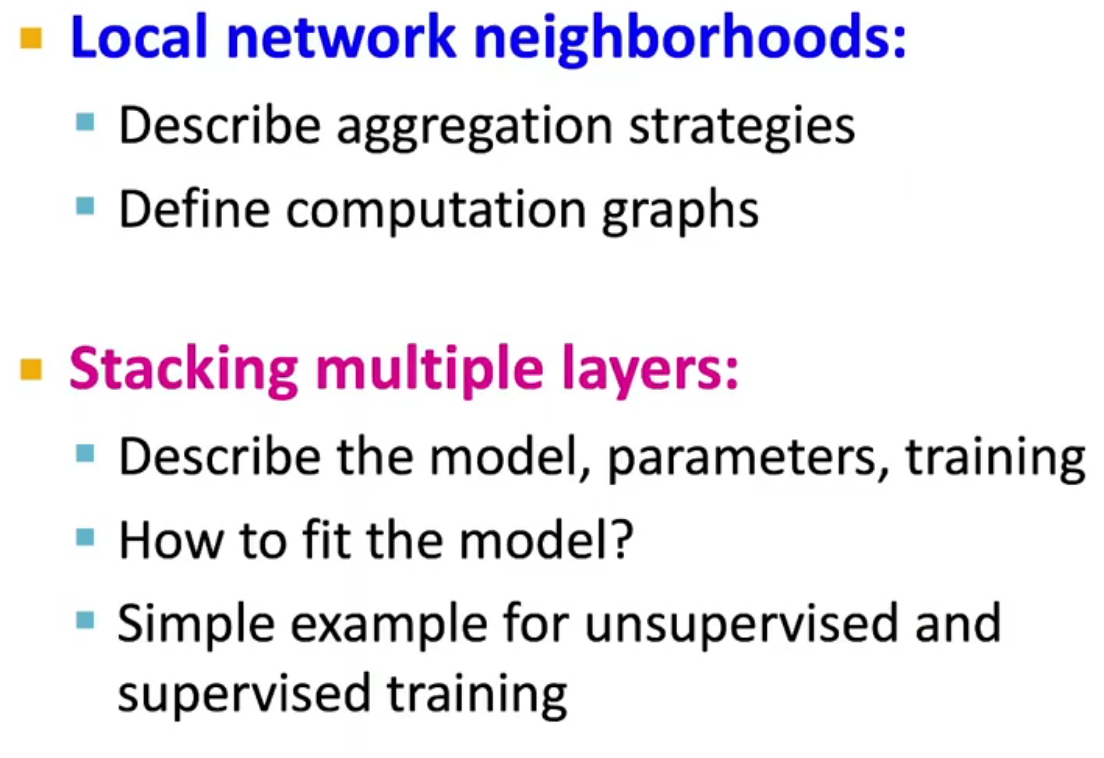 Local network neighborhoods:
Describe aggregation strategies
Define computation graphs
Stacking multiple layers:
Describe the model, parameters, training
How to fit the model?
Simple example for unsupervised and
supervised training